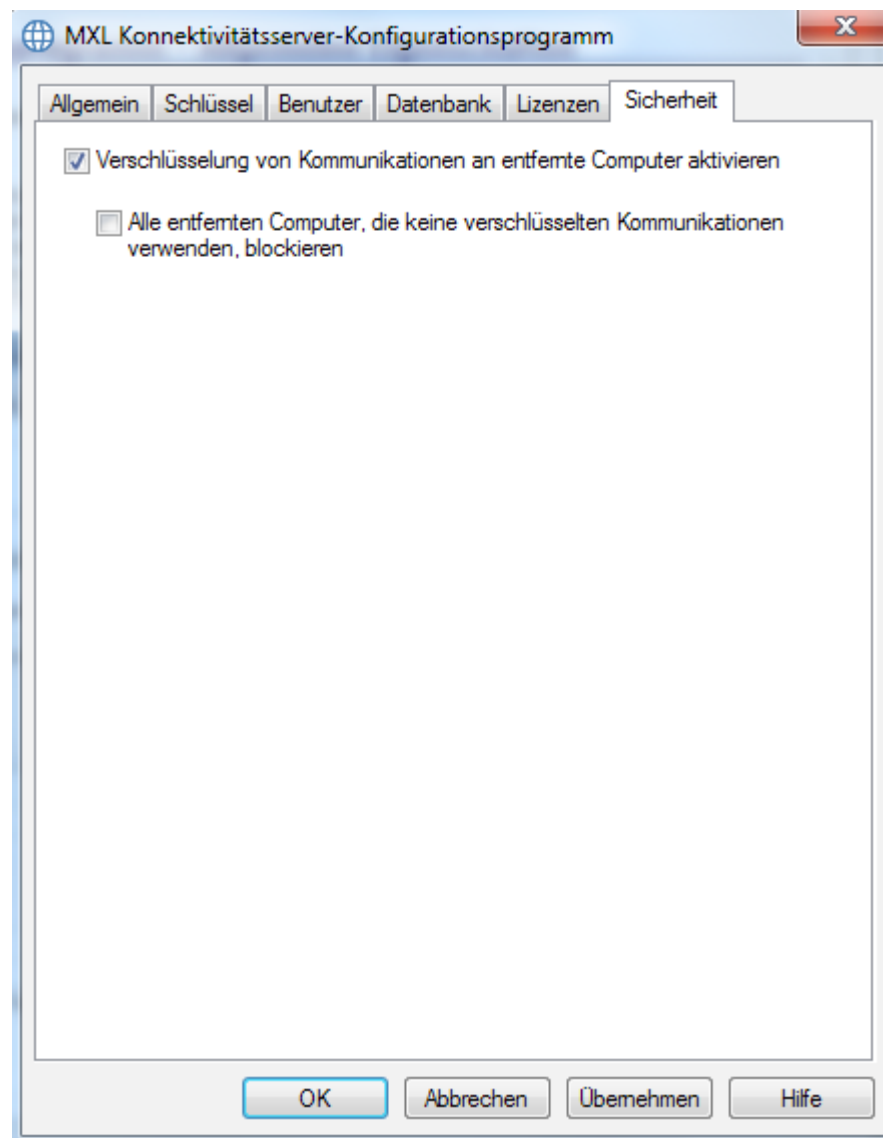 MXL Konnektivitätsserver-Konfigurationsprogramm
Allgemein Schlüssel Benutzer Datenbank Lizenzen Sicherheit
Verschlüsselung von Kommunikationen an entfernte Computer aktivieren
Alle entfernten Computer, die keine verschlüsselten Kommunikationen
verwenden, blockieren
OK Abbrechen Übernehmen Hilfe